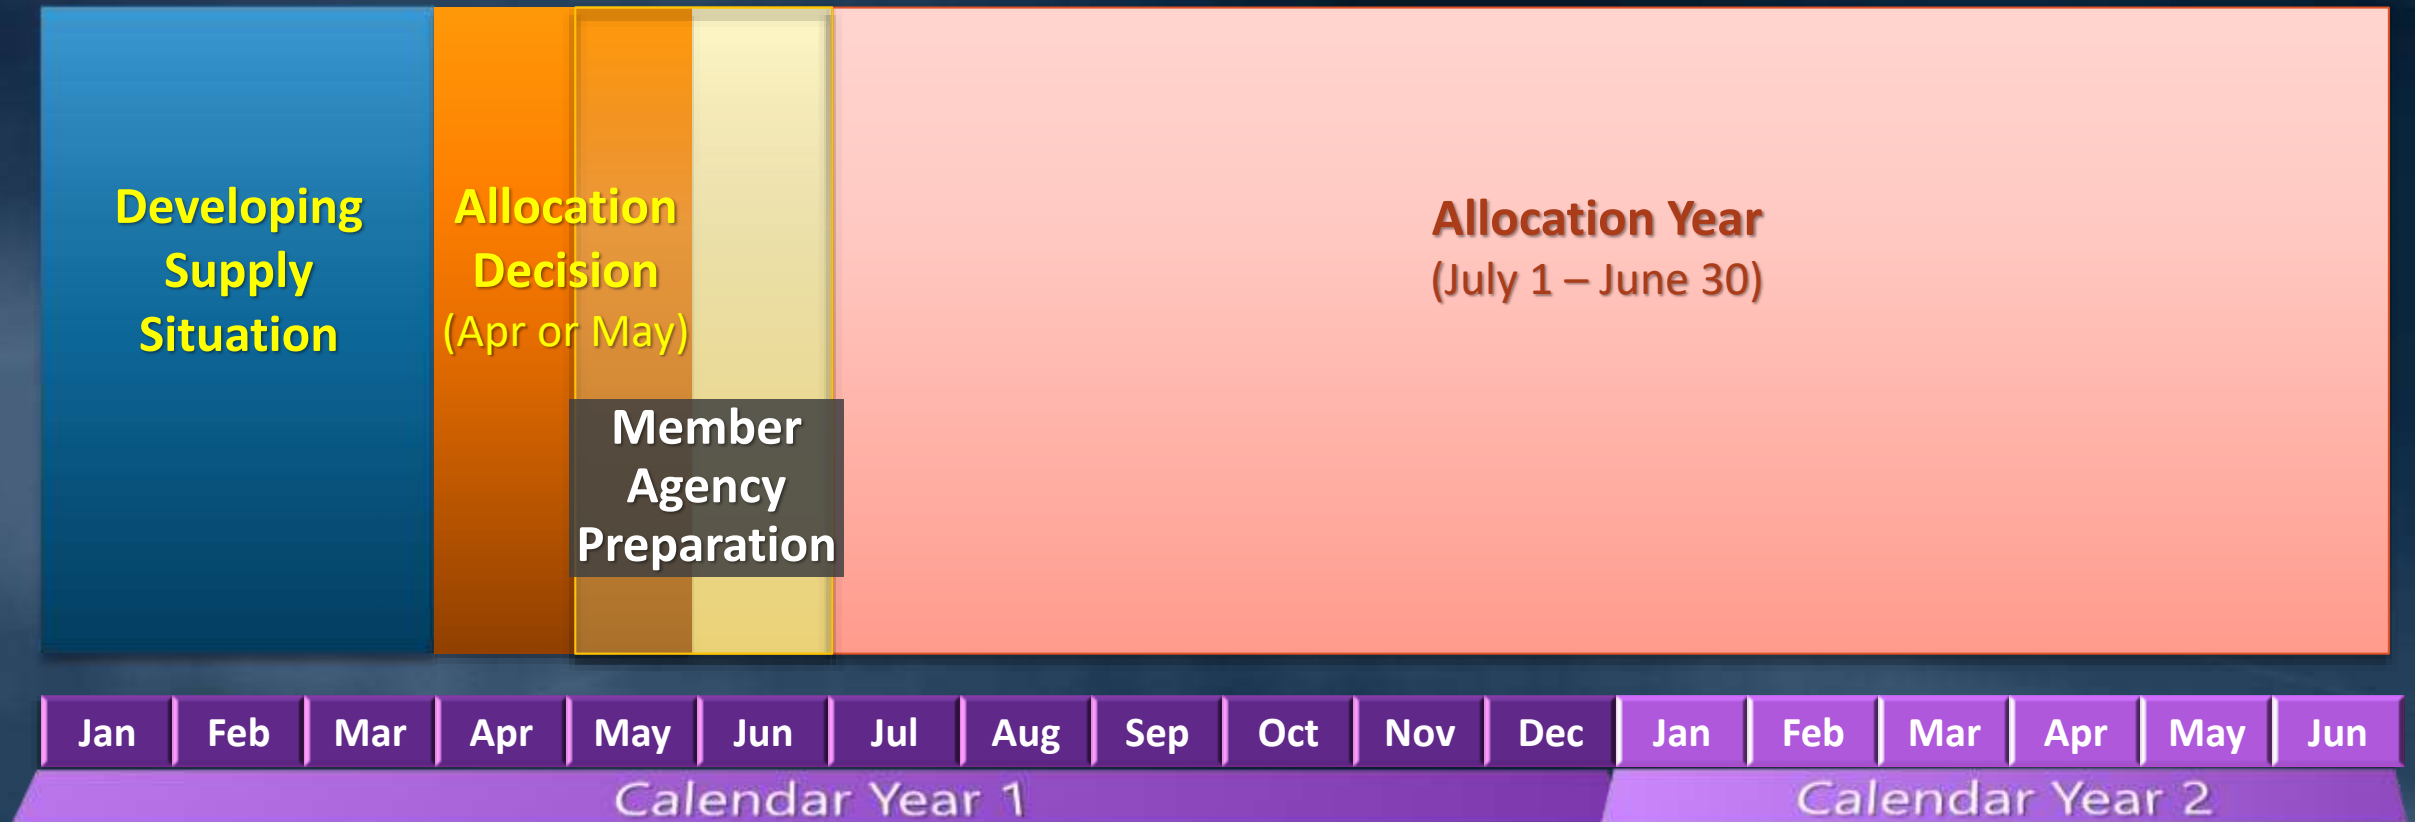 Developing
Supply
Situation
Allocation
Decision
(Apr or May)
Member
Agency
Preparation
Allocation Year
(July 1 – June 30)
Jan Feb Mar Apr May Jun Jul Aug Sep Oct Nov Dec Jan Feb Mar Apr May Jun
Calendar Year 1 Calendar Year 2